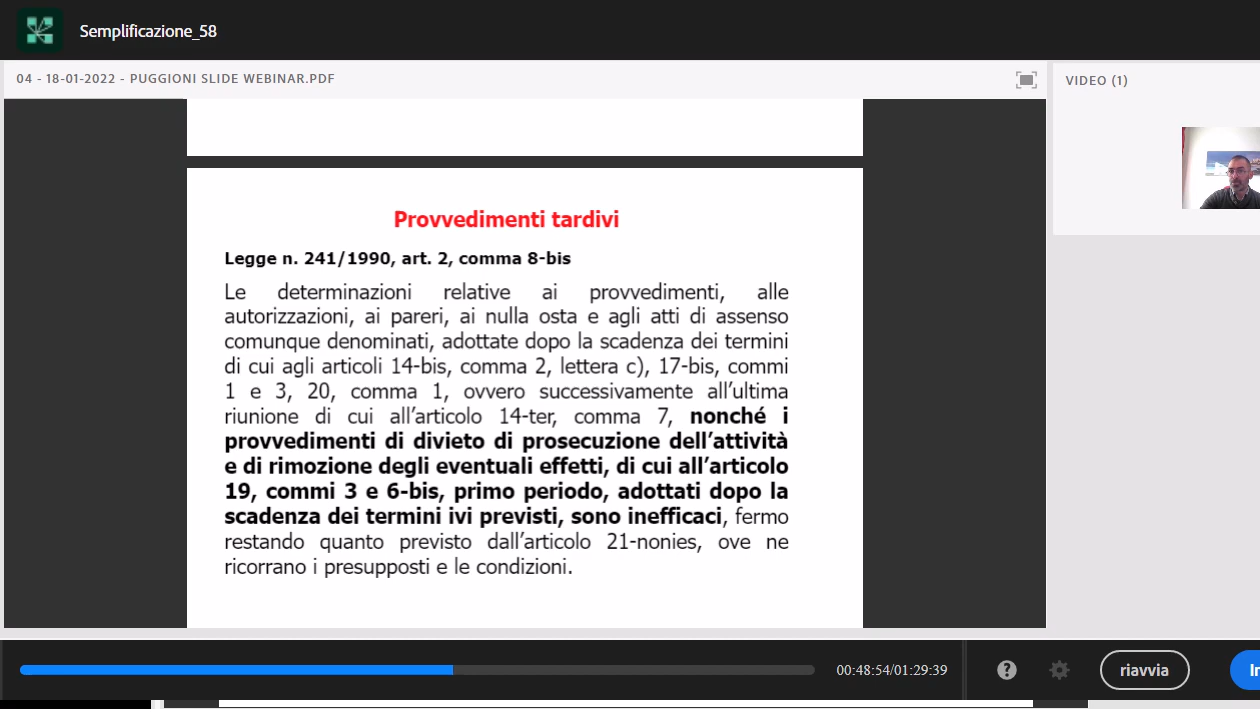 Semplificazione_58
04 - 18-01-2022 - PUGGIONI SLIDE WEBINAR.PDF
VIDEO (1)
Provvedimenti tardivi
Legge n. 241/1990, art. 2, comma 8-bis
Le determinazioni relative ai provvedimenti, alle
autorizzazioni, ai pareri, ai nulla osta e agli atti di assenso
comunque denominati, adottate dopo la scadenza dei termini
di cui agli articoli 14-bis, comma 2, lettera c), 17-bis, commi
1 e 3, 20, comma 1, ovvero successivamente all’ultima
riunione di cui all’articolo 14-ter, comma 7, nonché i
provvedimenti di divieto di prosecuzione dell’attività
e di rimozione degli eventuali effetti, di cui all’articolo
19, commi 3 e 6-bis, primo periodo, adottati dopo la
scadenza dei termini ivi previsti, sono inefficaci, fermo
restando quanto previsto dall’articolo 21-nonies, ove ne
ricorrano i presupposti e le condizioni.
00:48:54/01:29:39
riavvia